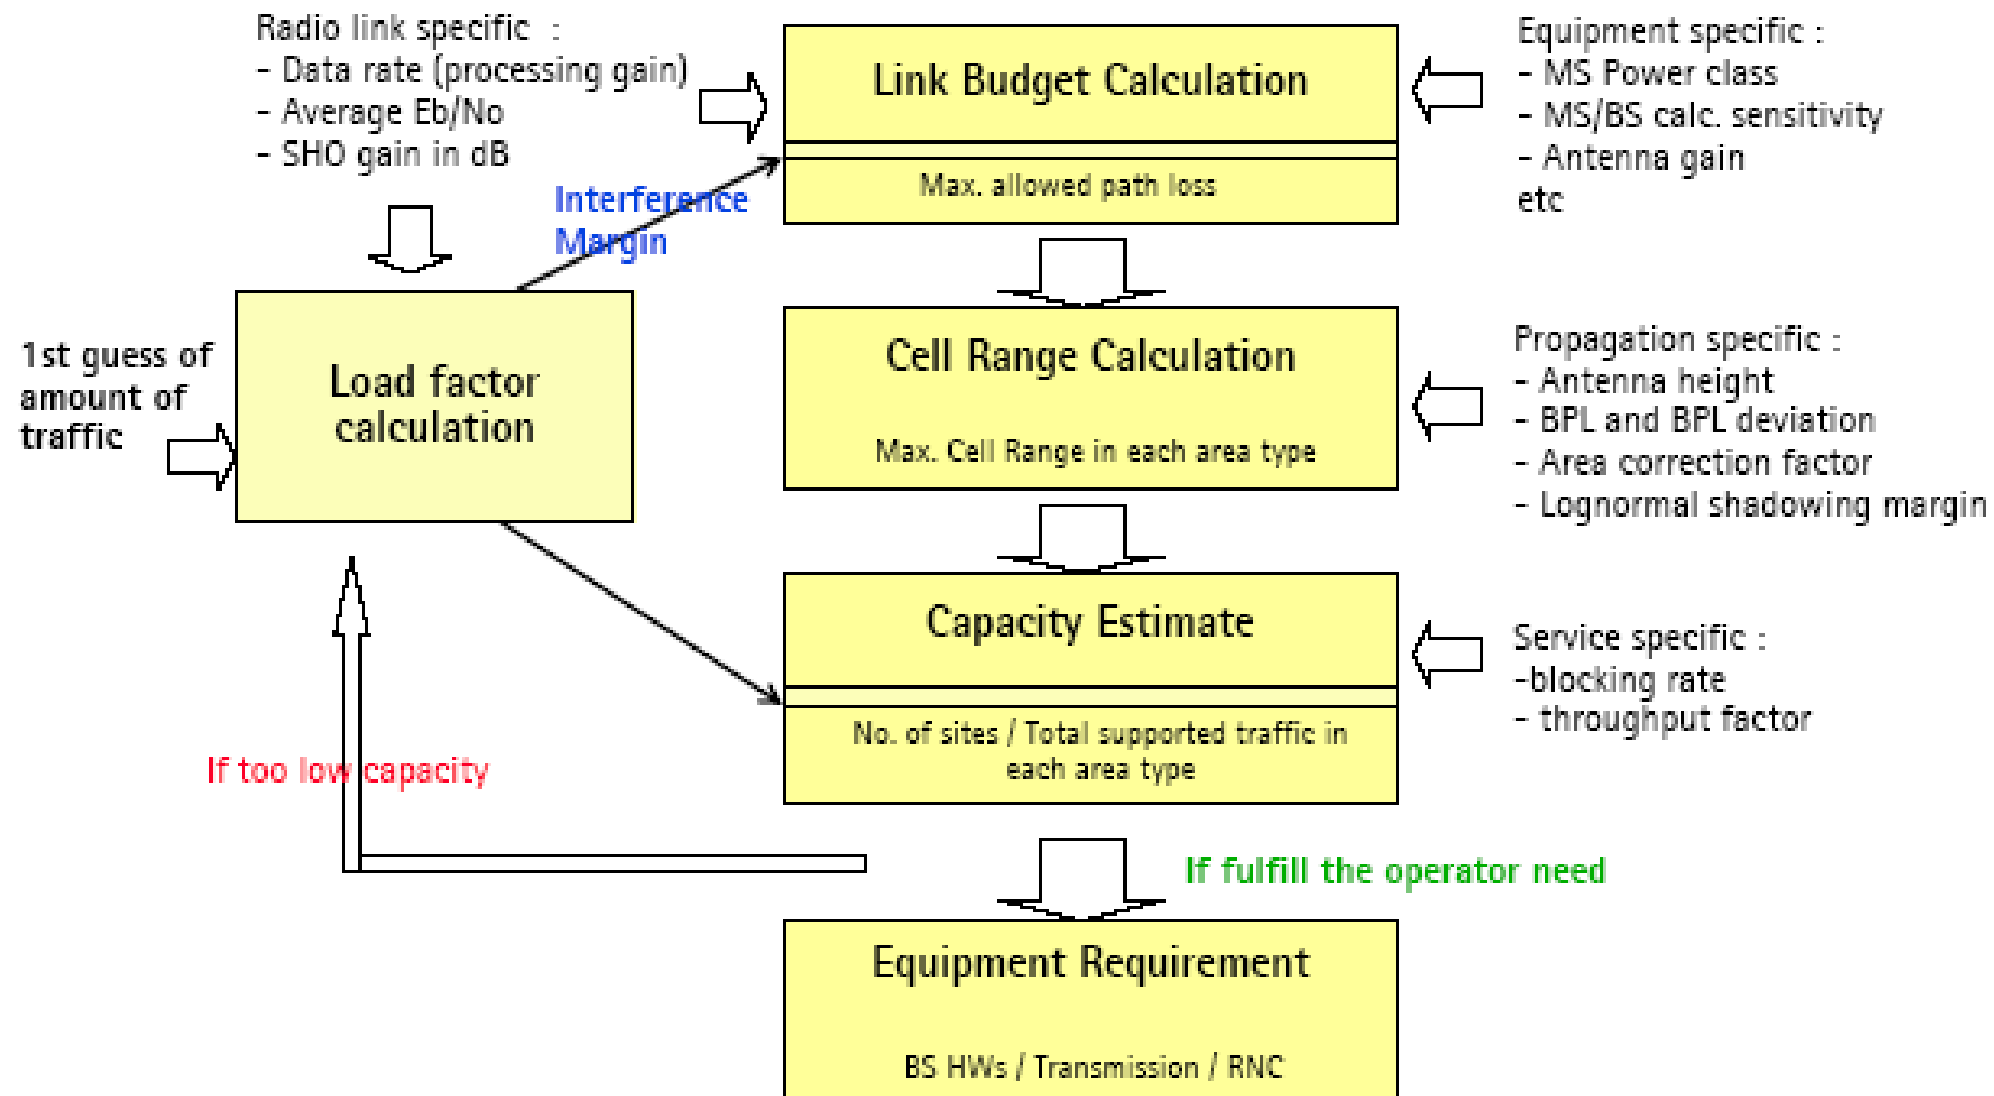 Radio link specific :
- Data rate (processing gain)
- Average Eb/No
- SHO gain in dB
Link Budget Calculation
Max. allowed path loss
Equipment specific :
- MS Power class
- MS/BS calc. sensitivity
- Antenna gain
etc
Interference
Margin
1st guess of
amount of
traffic
Load factor
calculation
Cell Range Calculation
Max. Cell Range in each area type
Propagation specific :
- Antenna height
- BPL and BPL deviation
- Area correction factor
- Lognormal shadowing margin
Capacity Estimate
No. of sites / Total supported traffic in
each area type
Service specific :
-blocking rate
- throughput factor
If too low capacity
If fulfill the operator need
Equipment Requirement
BS HWs / Transmission / RNC